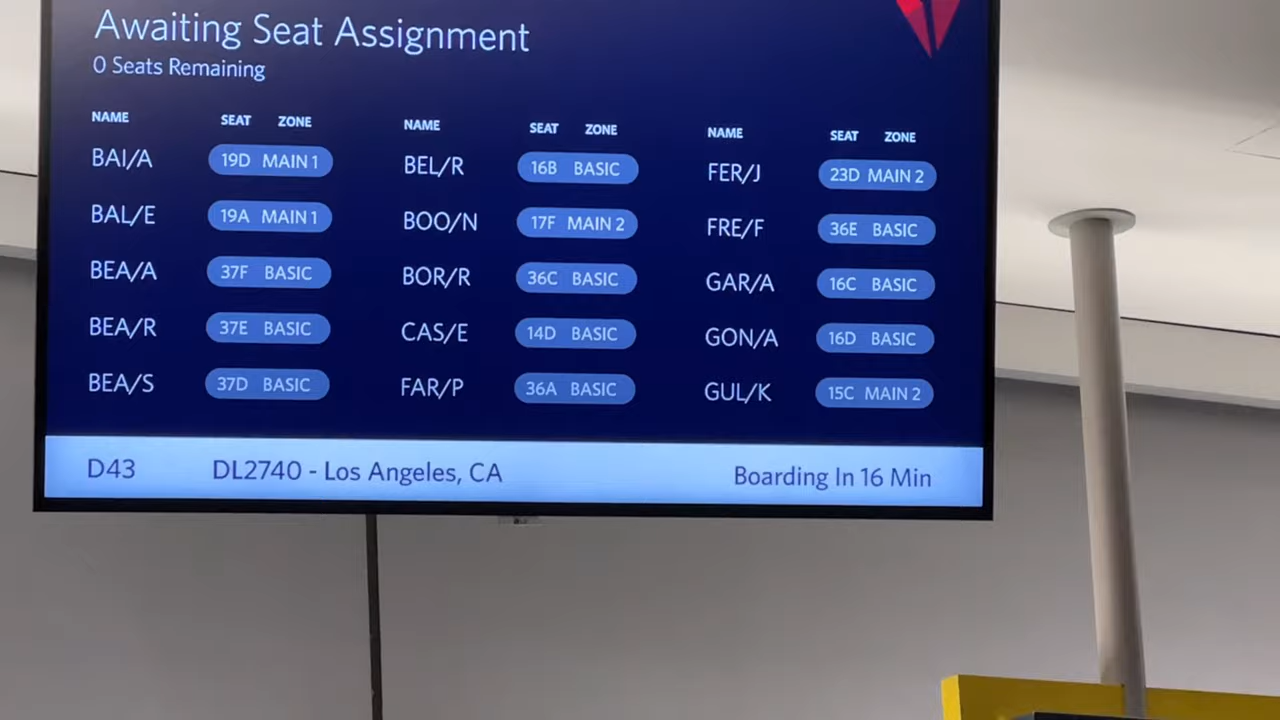 Awaiting Seat Assignment
0 Seats Remaining
NAME SEAT ZONE NAME SEAT ZONE NAME SEAT ZONE
BAI/A 19D MAIN 1 BEL/R 16B BASIC FER/J 23D MAIN 2
BAL/E 19A MAIN 1 BOO/N 17F MAIN 2 FRE/F 36E BASIC
BEA/A 37F BASIC BOR/R 36C BASIC GAR/A 16C BASIC
BEA/R 37E BASIC CAS/E 14D BASIC GON/A 16D BASIC
BEA/S 37D BASIC FAR/P 36A BASIC GUL/K 15C MAIN 2
D43 DL2740 - Los Angeles, CA Boarding In 16 Min